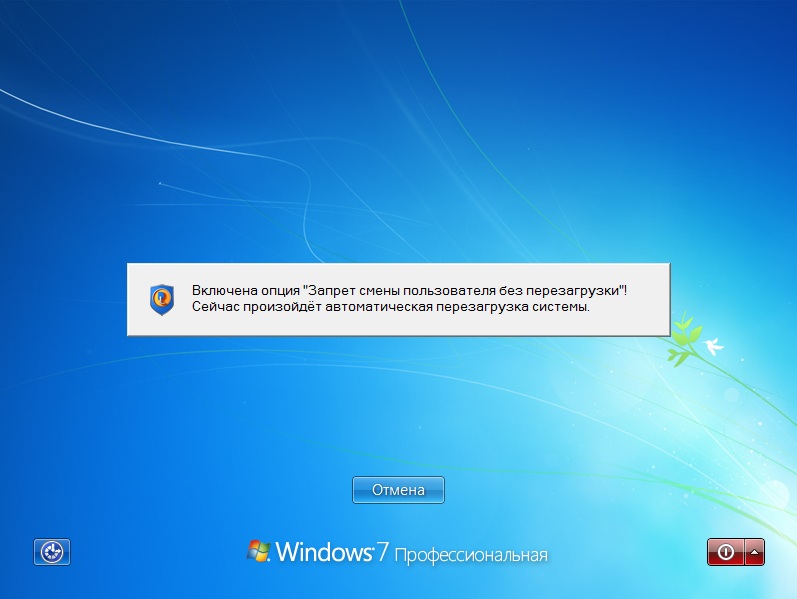 Включена опция "Запрет смены пользователя без перезагрузки"!
Сейчас произойдёт автоматическая перезагрузка системы.
Отмена
Windows 7 Профессиональная